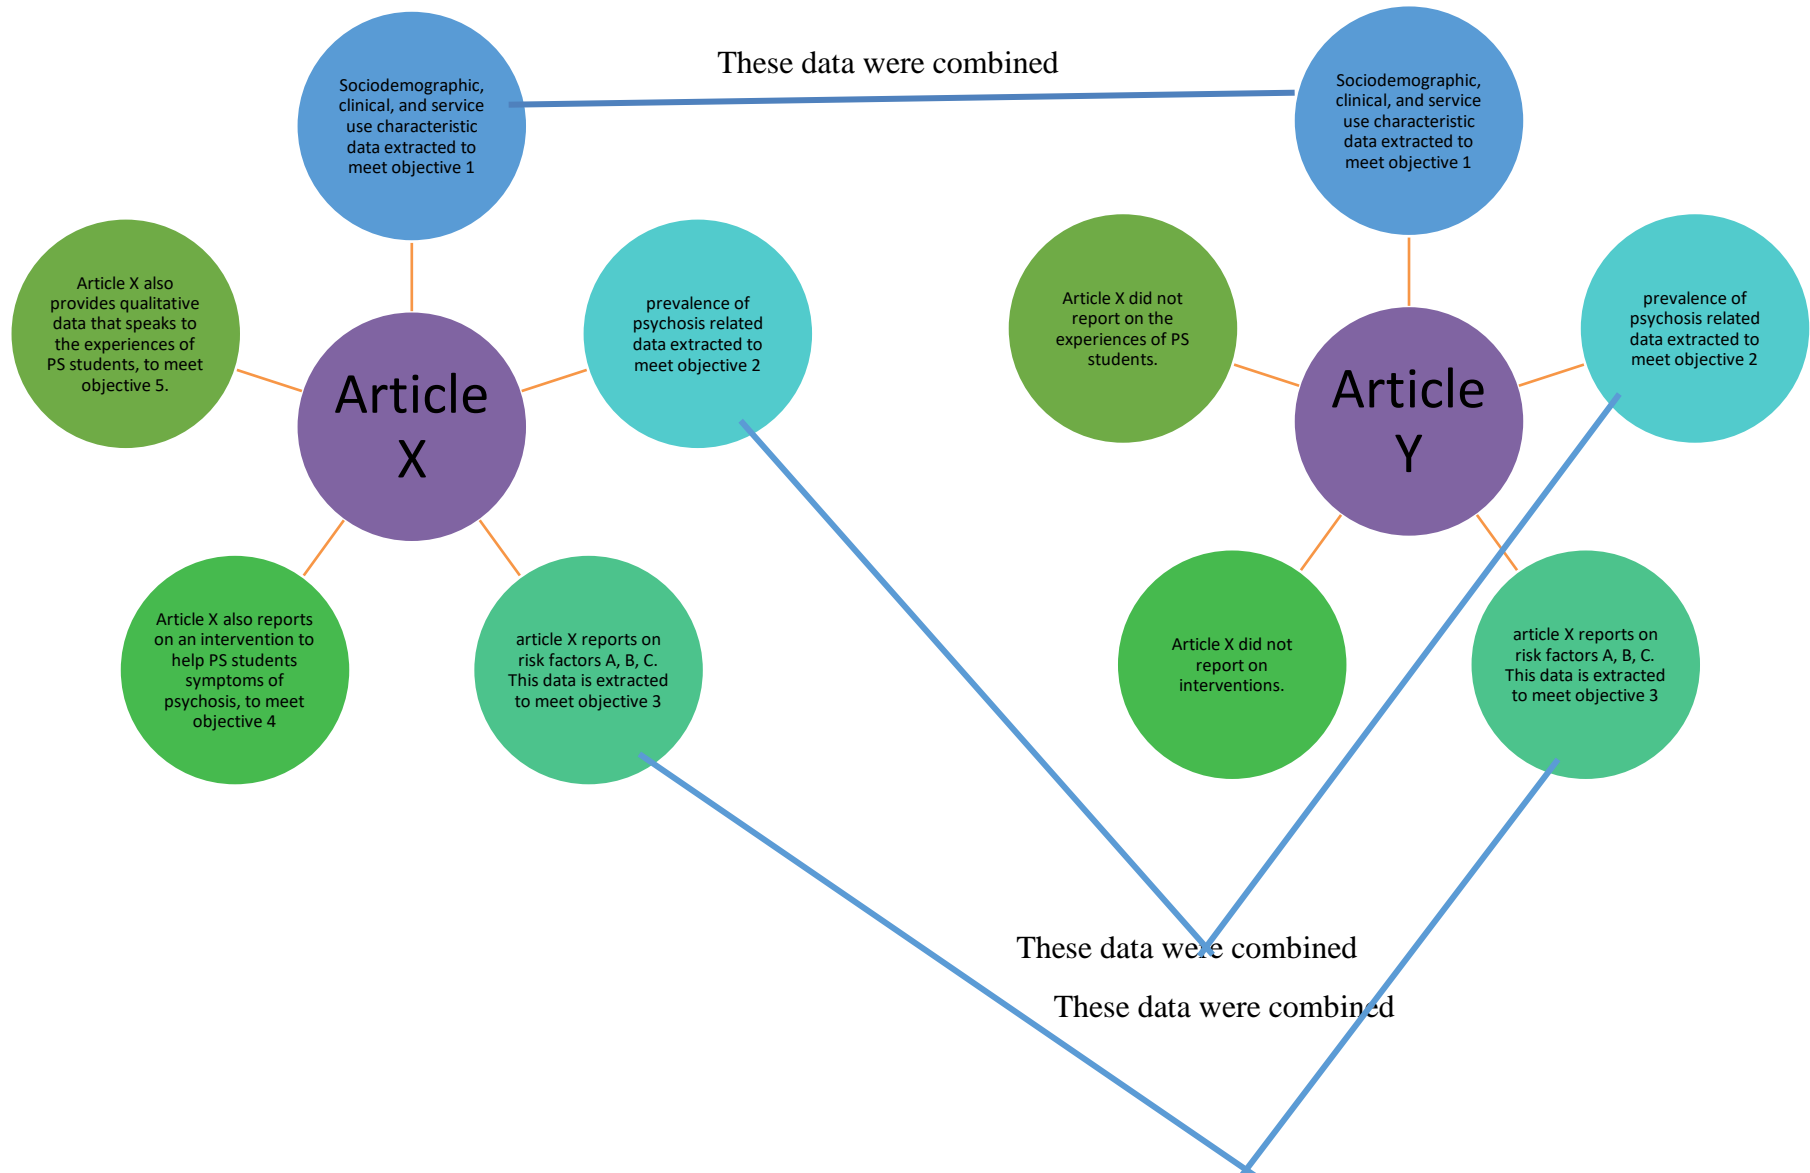 These data were combined
Sociodemographic,
clinical, and service
use characteristic
data extracted to
meet objective 1
Article X also
provides qualitative
data that speaks to
the experiences of
PS students, to meet
objective 5.
prevalence of
psychosis related
data extracted to
meet objective 2
Article
X
Article X also reports
on an intervention to
help PS students
symptoms of
psychosis, to meet
objective 4
article X reports on
risk factors A, B, C.
This data is extracted
to meet objective 3
Sociodemographic,
clinical, and service
use characteristic
data extracted to
meet objective 1
Article X did not
report on the
experiences of PS
students.
prevalence of
psychosis related
data extracted to
meet objective 2
Article
Y
Article X did not
report on
interventions.
article X reports on
risk factors A, B, C.
This data is extracted
to meet objective 3
These data were combined
These data were combined